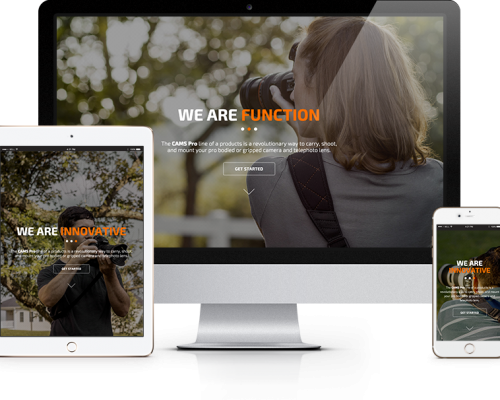 WE ARE FUNCTION
The CAMS Pro line of a products is a revolutionary way to carry, shoot,
and mount your pro bodied or gripped camera and telephoto lens.
GET STARTED
WE ARE INNOVATIVE
The CAMS Pro line of a products is a revolutionary way to carry, shoot,
and mount your pro bodied or gripped camera and telephoto lens.
GET STARTED
WE ARE
INNOVATIVE
GET STARTED